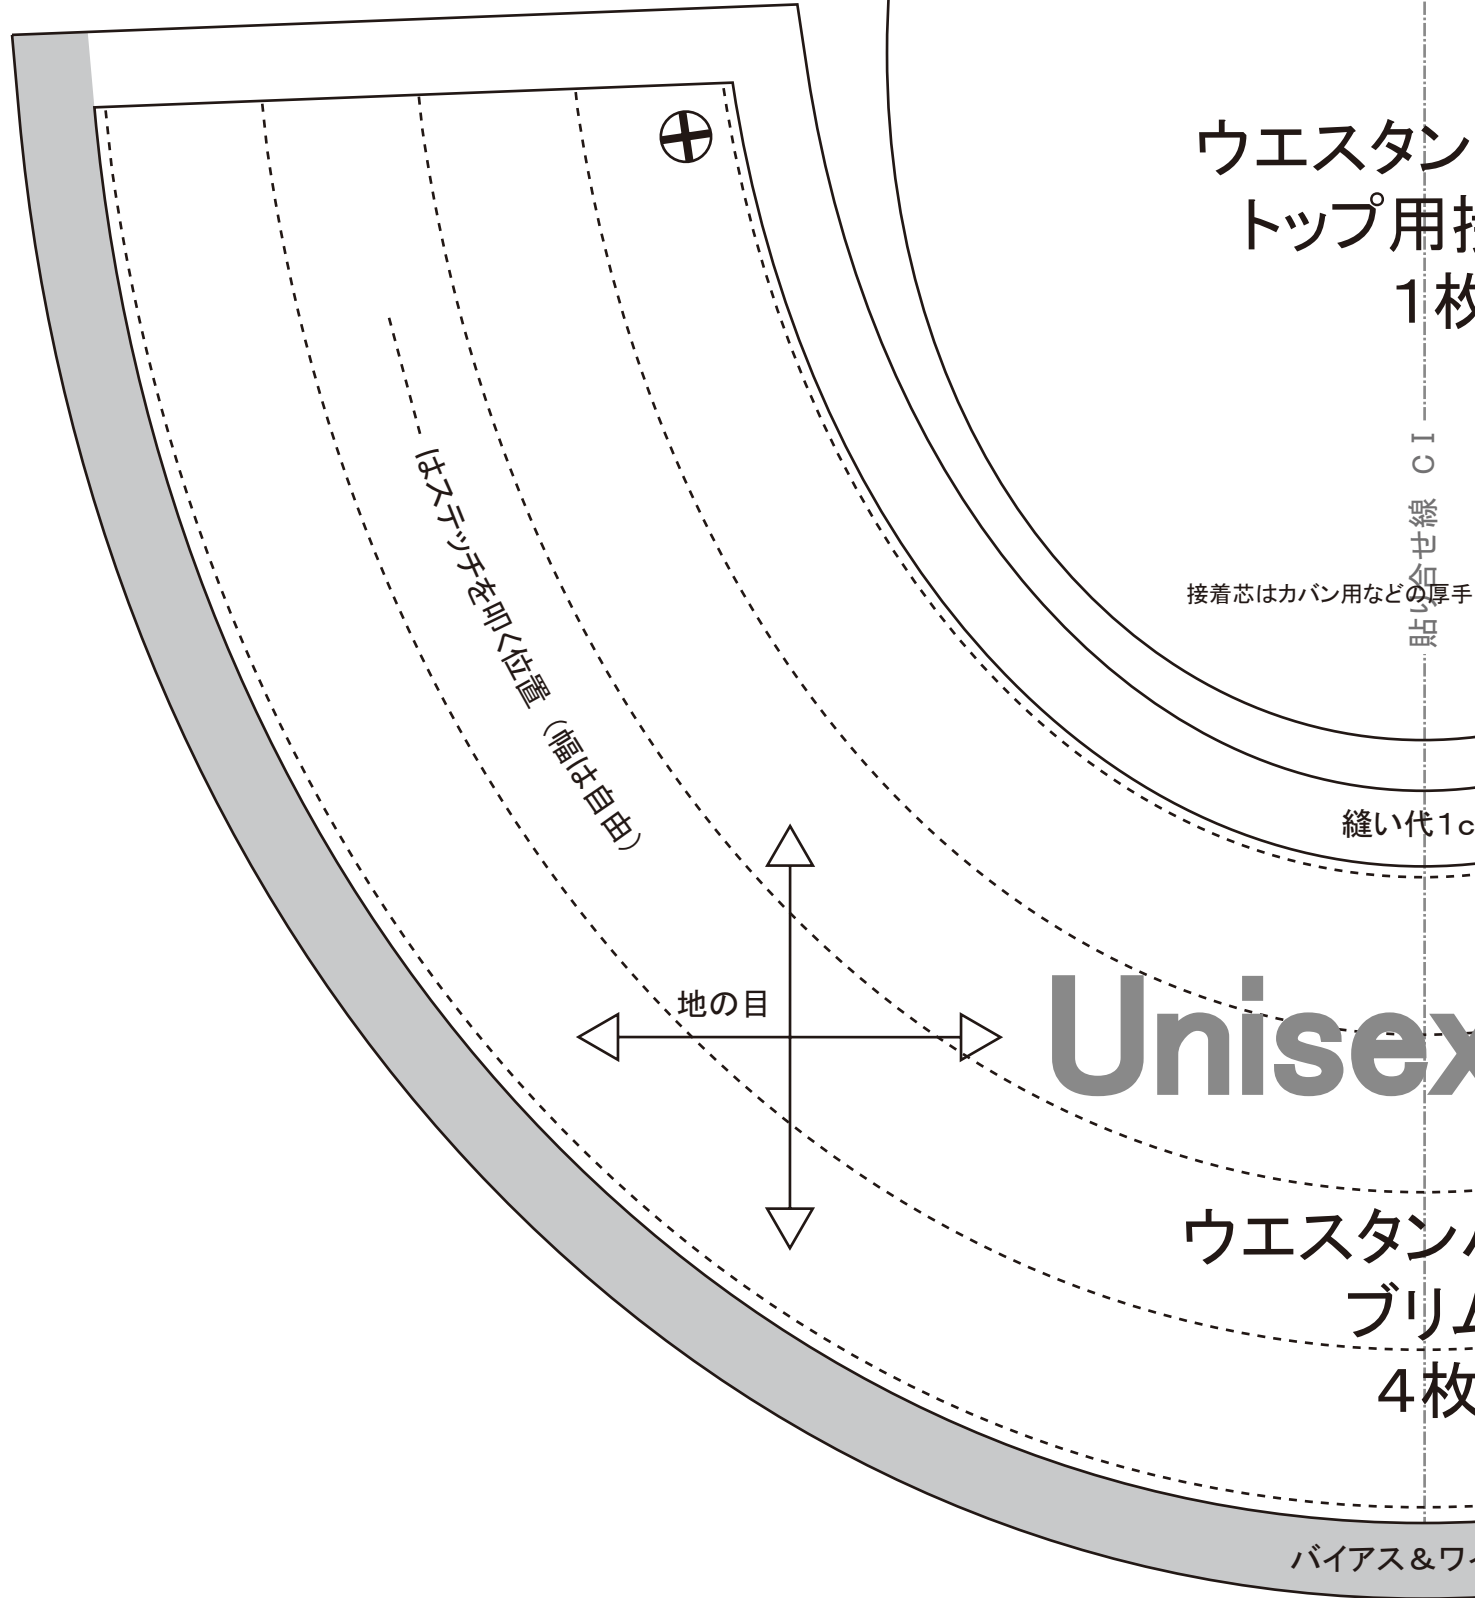 ウエスタン
トップ用接
1枚
貼り合せ線 CI
接着芯はカバン用などの厚手
はステッチを叩く位置（幅は自由）
縫い代1c
地の目
Unisex
ウエスタンハ
ブリム
4枚
バイアス＆ワイ